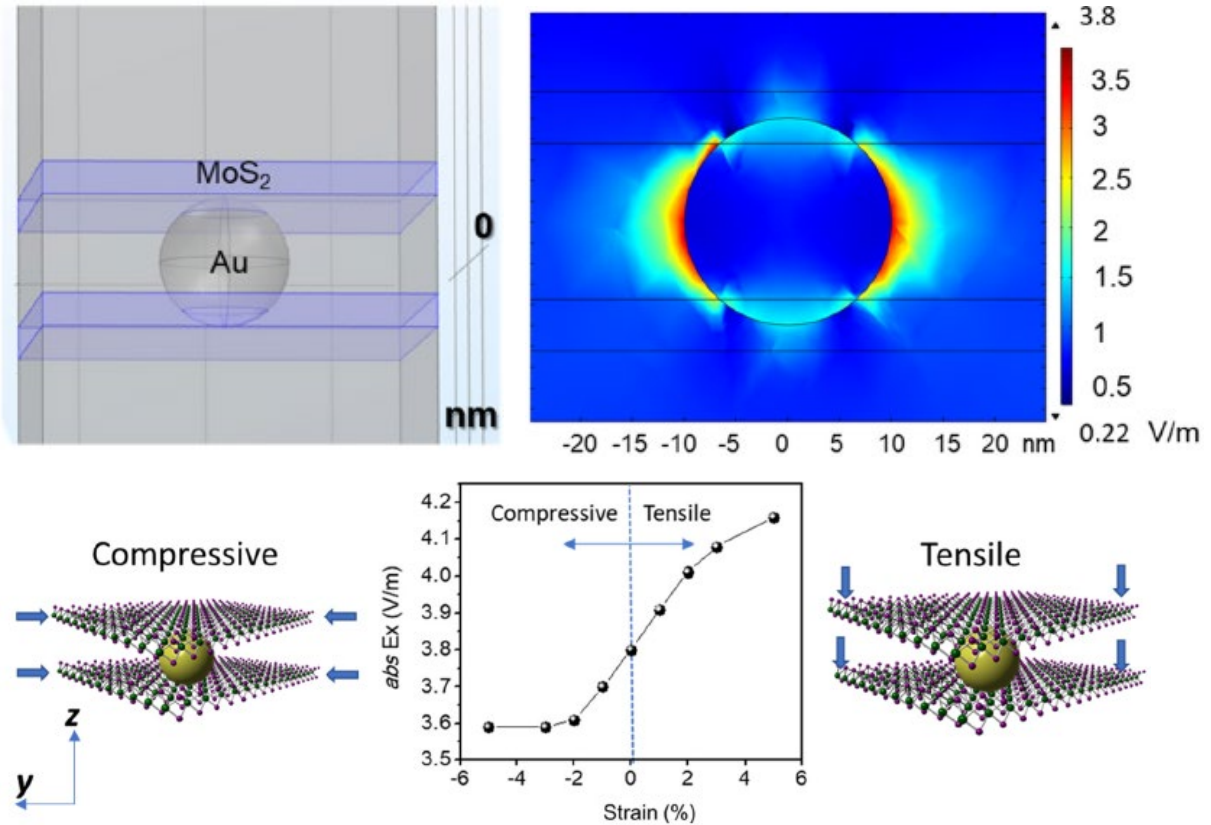 MoS2
Au
0
nm
3.8
3.5
3
2.5
2
1.5
1
0.5
0.22 V/m
-20 -15 -10 -5 0 5 10 15 20 nm
Compressive
z
y
4.2
4.1
4.0
3.9
3.8
3.7
3.6
3.5
abs Ex (V/m)
Compressive Tensile
-6 -4 -2 0 2 4 6
Strain (%)
Tensile